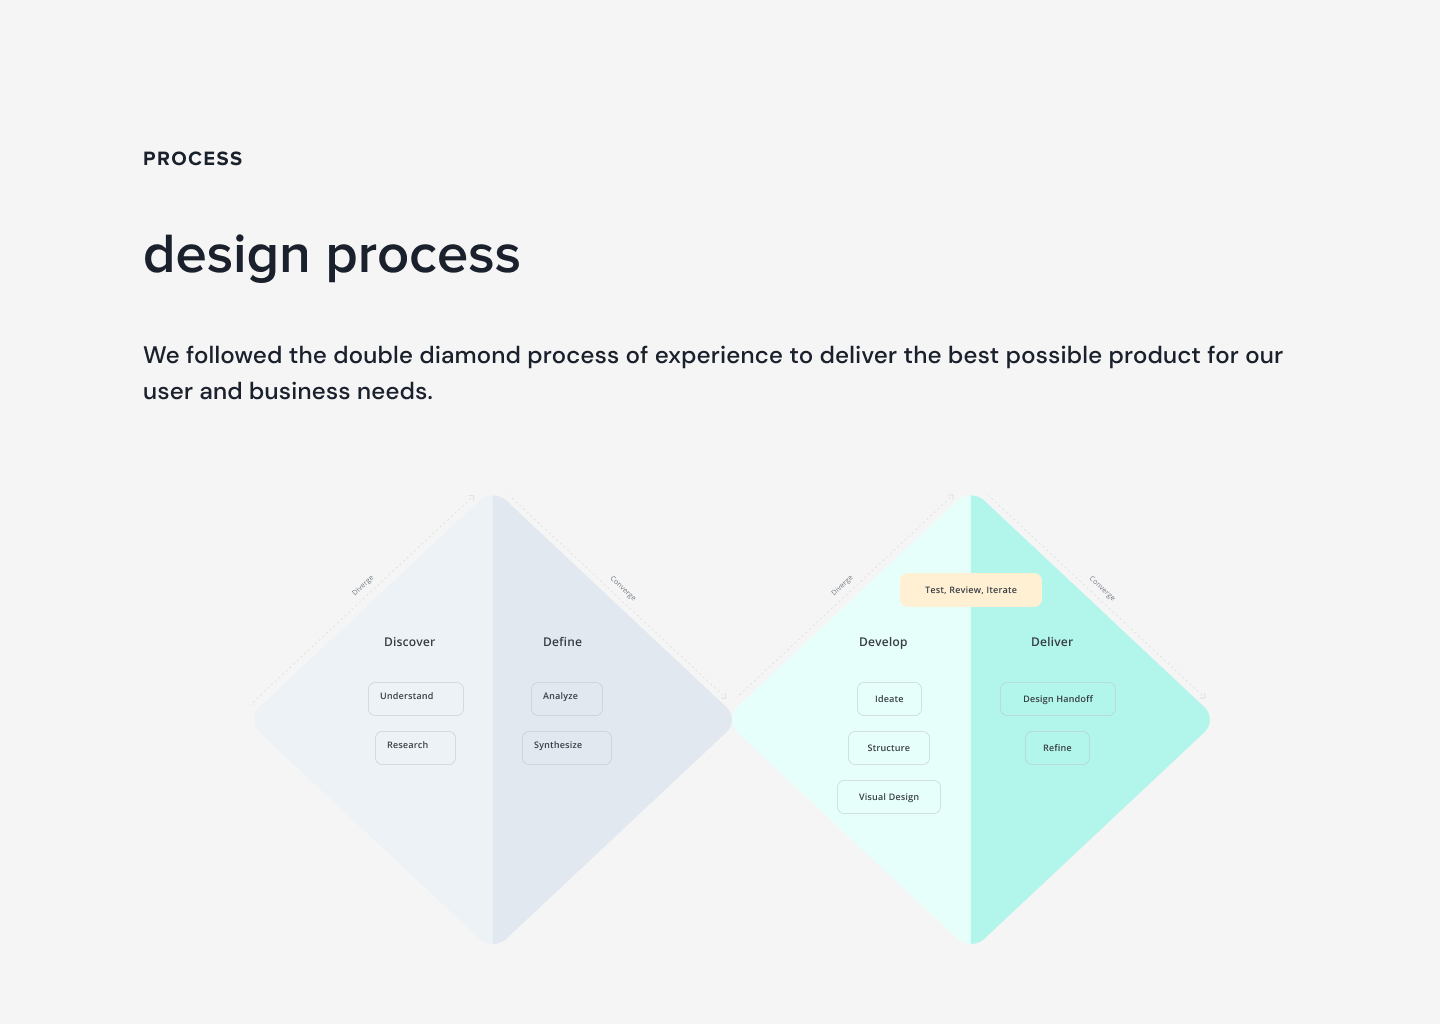 PROCESS
design process
We followed the double diamond process of experience to deliver the best possible product for our
user and business needs.
Diverge
Converge
Discover
Define
Understand
Analyze
Research
Synthesize
Diverge
Converge
Test, Review, Iterate
Develop
Deliver
Ideate
Design Handoff
Structure
Refine
Visual Design